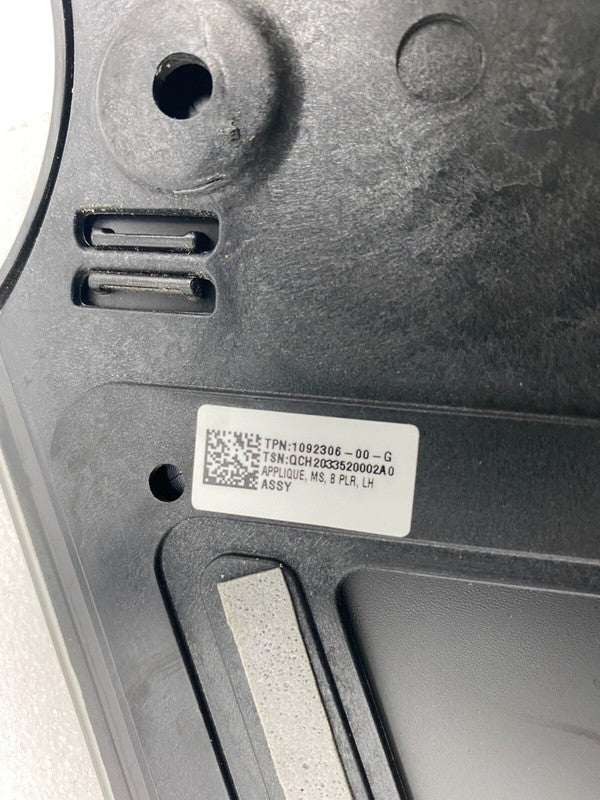 TPN:1092306-00-G
TSN:QCH2033520002A0
APPLIQUE, MS, B PLR, LH
ASSY